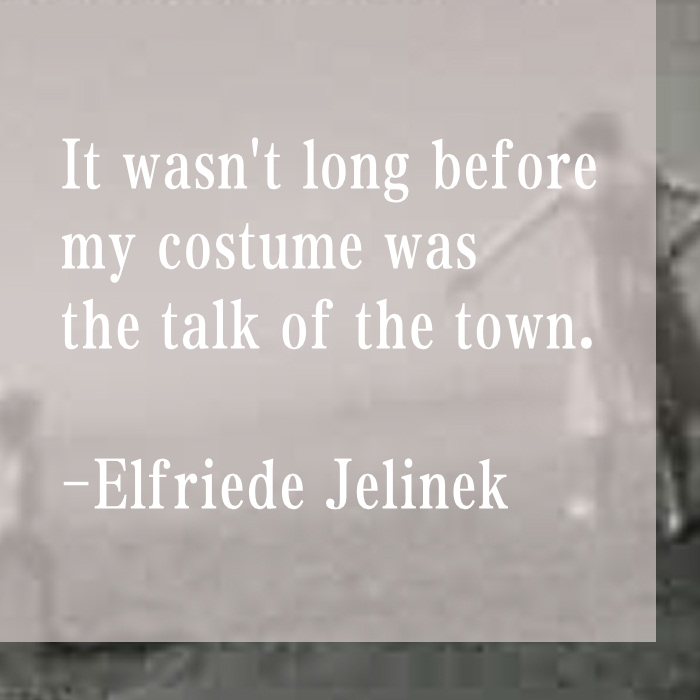 It wasn't long before
my costume was
the talk of the town.
–Elfriede Jelinek